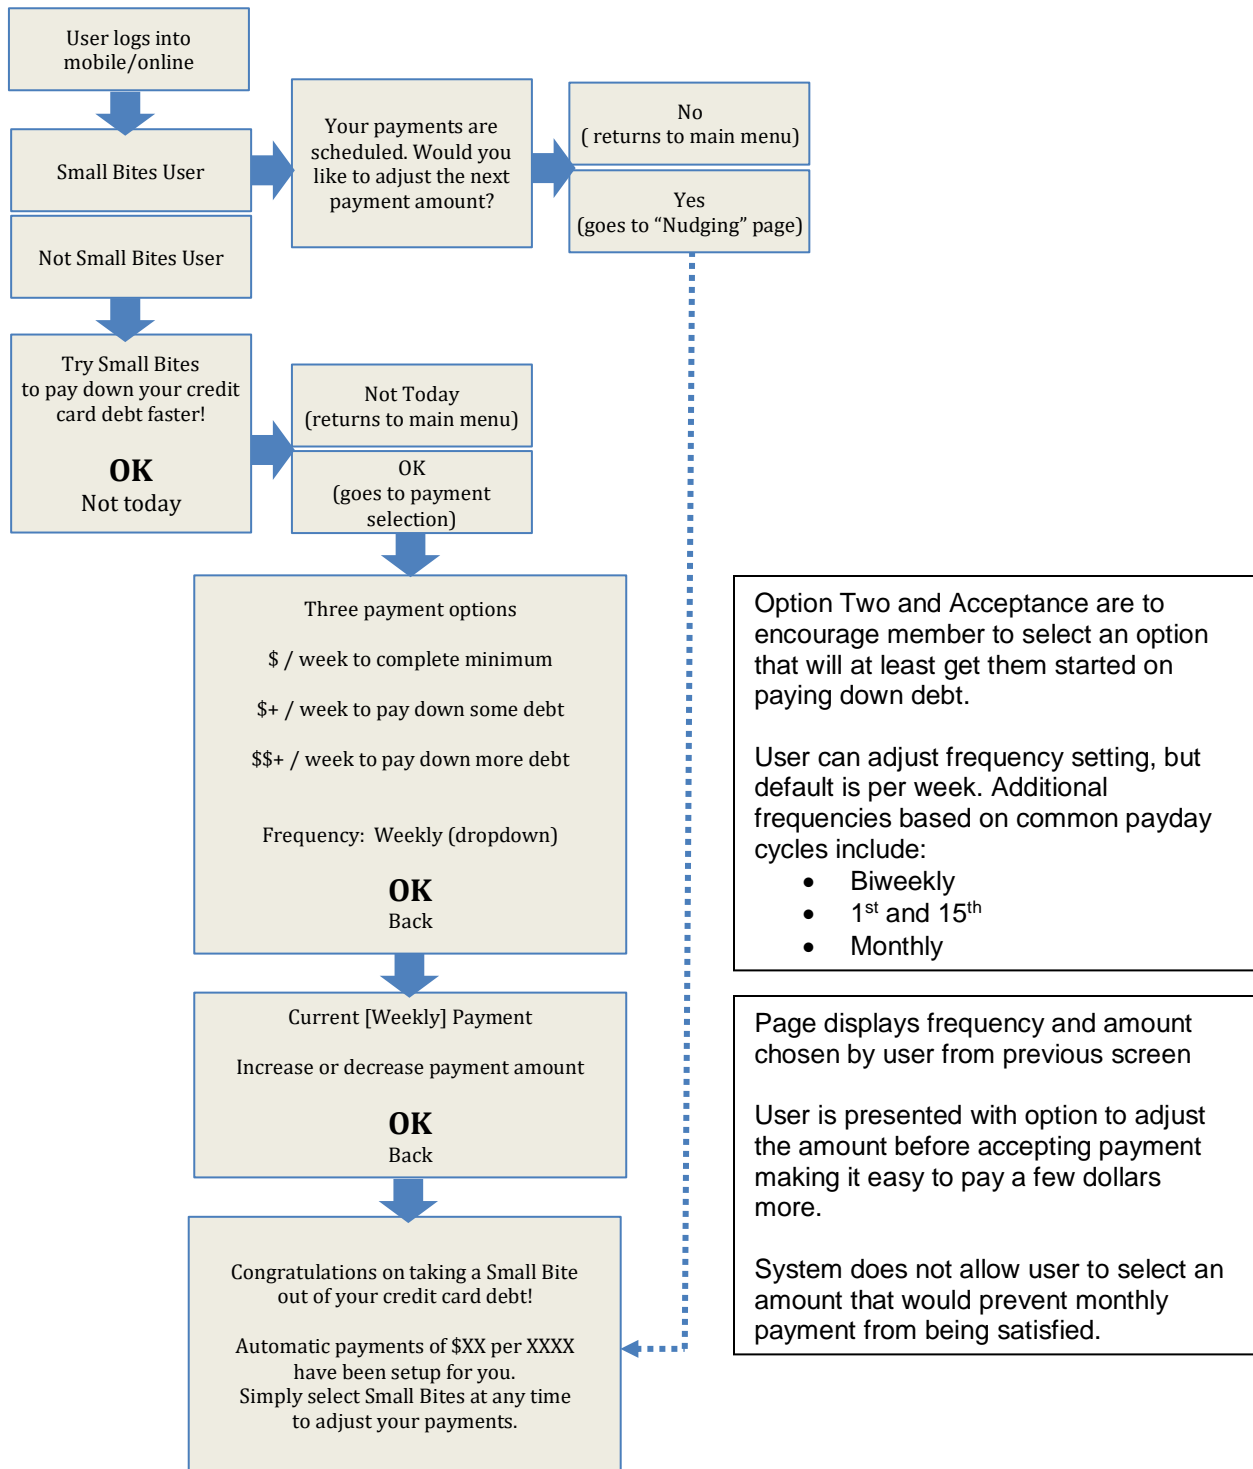 User logs into
mobile/online
Small Bites User
Your payments are
scheduled. Would you
like to adjust the next
payment amount?
No
( returns to main menu)
Yes
(goes to “Nudging” page)
Not Small Bites User
Try Small Bites
to pay down your credit
card debt faster!
OK
Not today
Not Today
(returns to main menu)
OK
(goes to payment
selection)
Three payment options
$ / week to complete minimum
$+ / week to pay down some debt
$$+ / week to pay down more debt
Frequency:  Weekly (dropdown)
OK
Back
Option Two and Acceptance are to
encourage member to select an option
that will at least get them started on
paying down debt.
User can adjust frequency setting, but
default is per week. Additional
frequencies based on common payday
cycles include:
• Biweekly
• 1st and 15th
• Monthly
Current [Weekly] Payment
Increase or decrease payment amount
OK
Back
Page displays frequency and amount
chosen by user from previous screen
User is presented with option to adjust
the amount before accepting payment
making it easy to pay a few dollars
more.
System does not allow user to select an
amount that would prevent monthly
payment from being satisfied.
Congratulations on taking a Small Bite
out of your credit card debt!
Automatic payments of $XX per XXXX
have been setup for you.
Simply select Small Bites at any time
to adjust your payments.